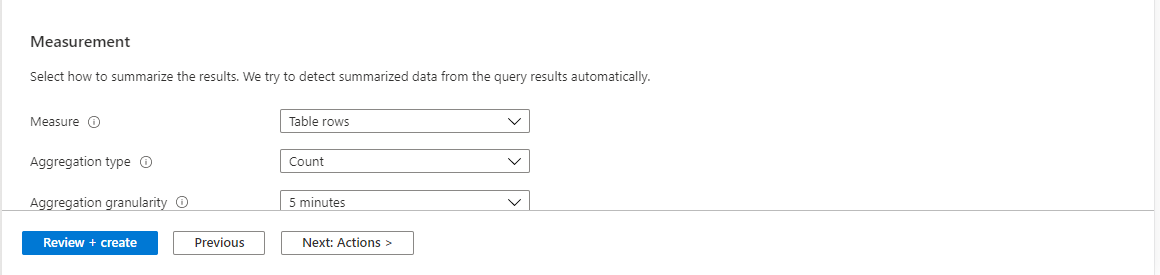 Measurement
Select how to summarize the results. We try to detect summarized data from the query results automatically.
Measure Table rows
Aggregation type Count
Aggregation granularity 5 minutes
Review + create Previous Next: Actions >